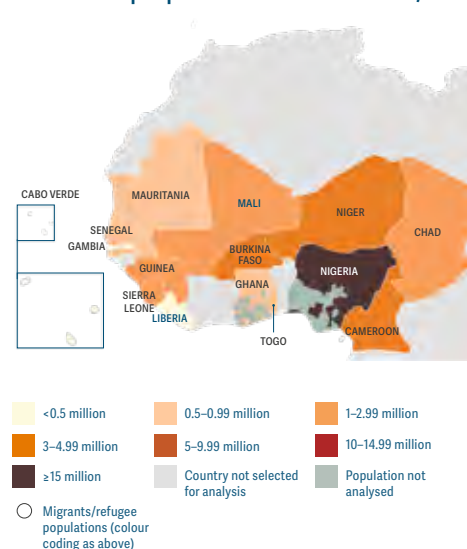 CABO VERDE
MAURITANIA
MALI
NIGER
CHAD
SENEGAL
GAMBIA
GUINEA
BURKINA
FASO
NIGERIA
GHANA
SIERRA
LEONE
LIBERIA
TOGO
CAMEROON
<0.5 million
0.5–0.99 million
1–2.99 million
3–4.99 million
5–9.99 million
10–14.99 million
≥15 million
Country not selected
for analysis
Population not
analysed
Migrants/refugee
populations (colour
coding as above)